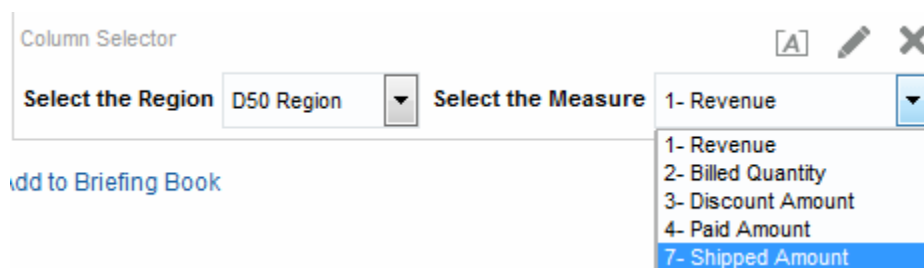 Column Selector
[A]
Select the Region D50 Region Select the Measure 1- Revenue
1- Revenue
2- Billed Quantity
3- Discount Amount
4- Paid Amount
7- Shipped Amount
Add to Briefing Book